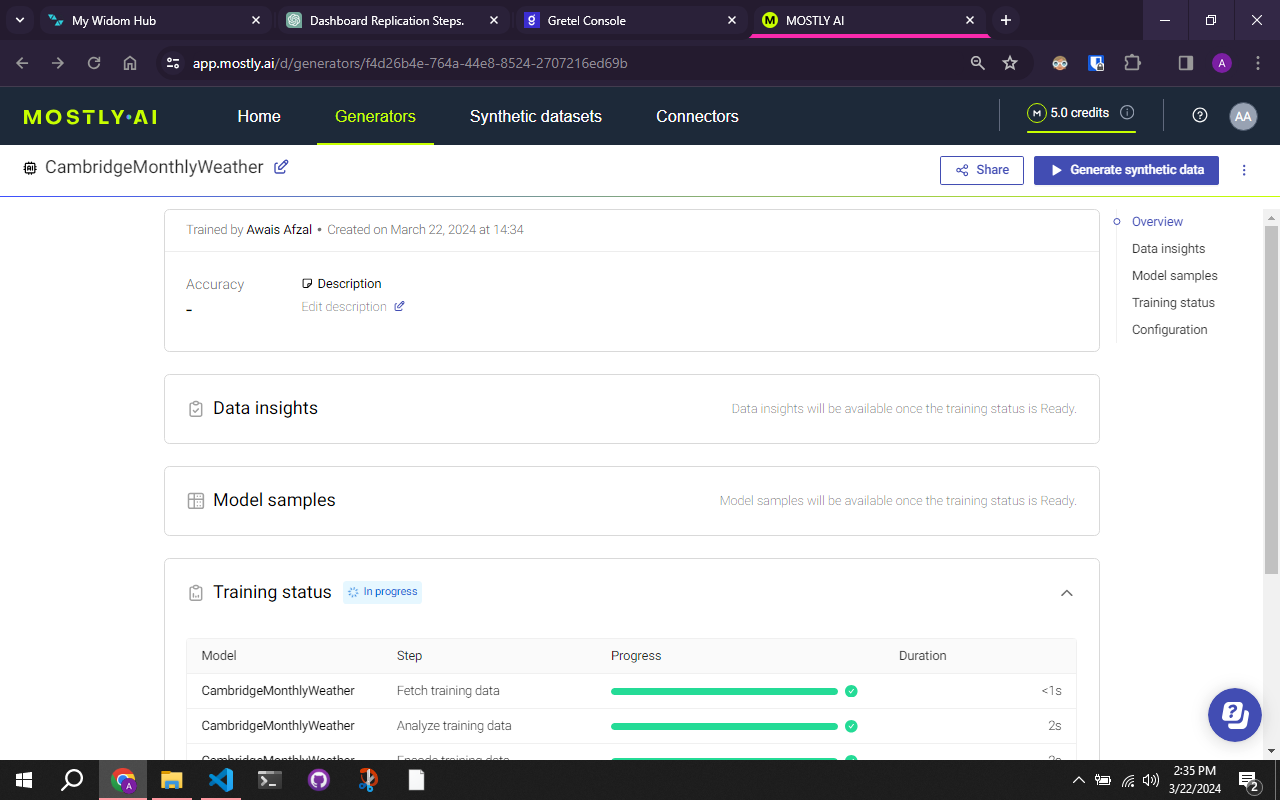 My Widom Hub
Dashboard Replication Steps.
Gretel Console
MOSTLY AI
app.mostly.ai/d/generators/f4d26b4e-764a-44e8-8524-2707216ed69b
A
MOSTLY·AI
Home
Generators
Synthetic datasets
Connectors
M 5.0 credits
AA
CambridgeMonthlyWeather
Share
Generate synthetic data
Trained by Awais Afzal • Created on March 22, 2024 at 14:34
Accuracy
-
Description
Edit description
Overview
Data insights
Model samples
Training status
Configuration
Data insights
Data insights will be available once the training status is Ready.
Model samples
Model samples will be available once the training status is Ready.
Training status
In progress
Model Step Progress Duration
CambridgeMonthlyWeather Fetch training data <1s
CambridgeMonthlyWeather Analyze training data 2s
CambridgeMonthlyWeather Encode training data
2:35 PM
3/22/2024
2